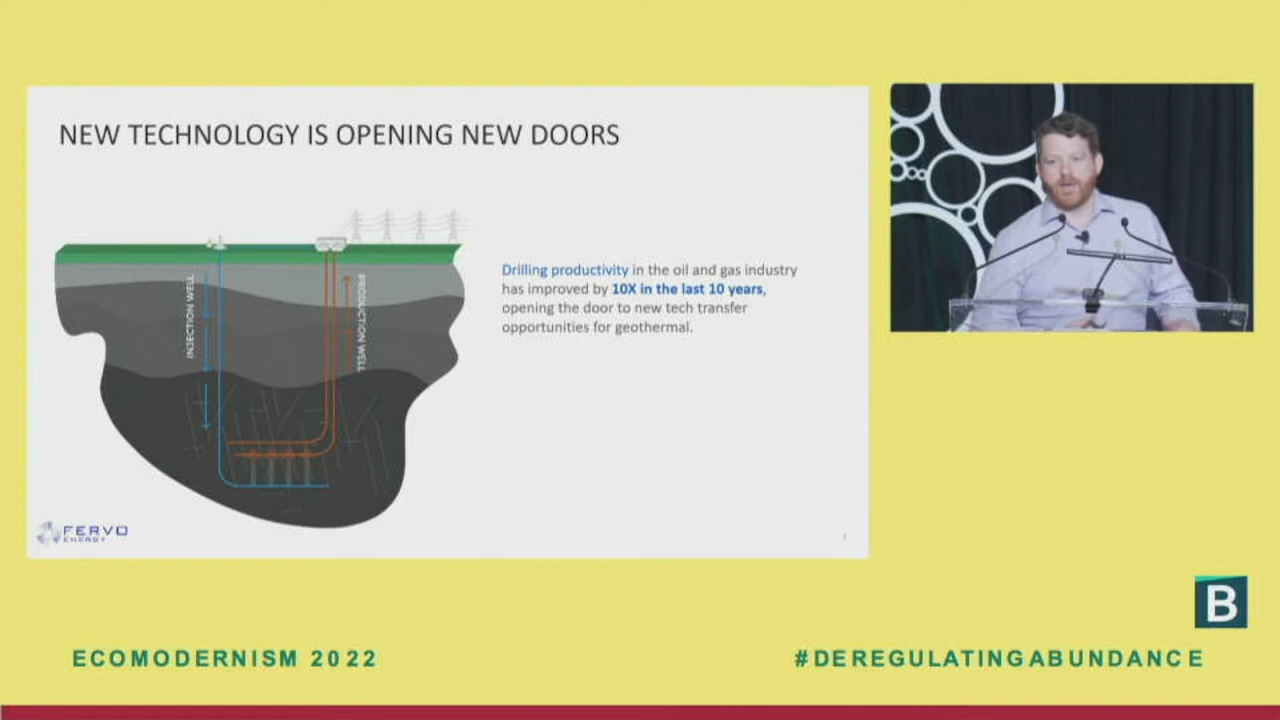 NEW TECHNOLOGY IS OPENING NEW DOORS
INJECTION WELL
PRODUCTION WELL
Drilling productivity in the oil and gas industry
has improved by 10X in the last 10 years,
opening the door to new tech transfer
opportunities for geothermal.
FERVO
ENERGY
B
ECOMODERNISM 2022
#DEREGULATINGABUNDANCE